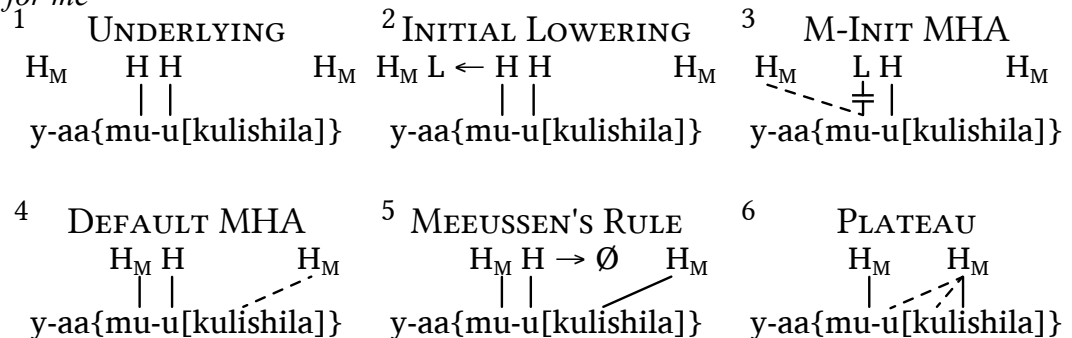 for me
1 UNDERLYING 2 INITIAL LOWERING 3 M-INIT MHA
H_M H H H_M H_M L ← H H H_M H_M L H H_M
y-aa{mu-u[kulishila]} y-aa{mu-u[kulishila]} y-aa{mu-u[kulishila]}
4 DEFAULT MHA 5 MEEUSSEN'S RULE 6 PLATEAU
H_M H H_M H_M H → Ø H_M H_M H_M
y-aa{mu-u[kulishila]} y-aa{mu-u[kulishila]} y-aa{mu-u[kulishila]}